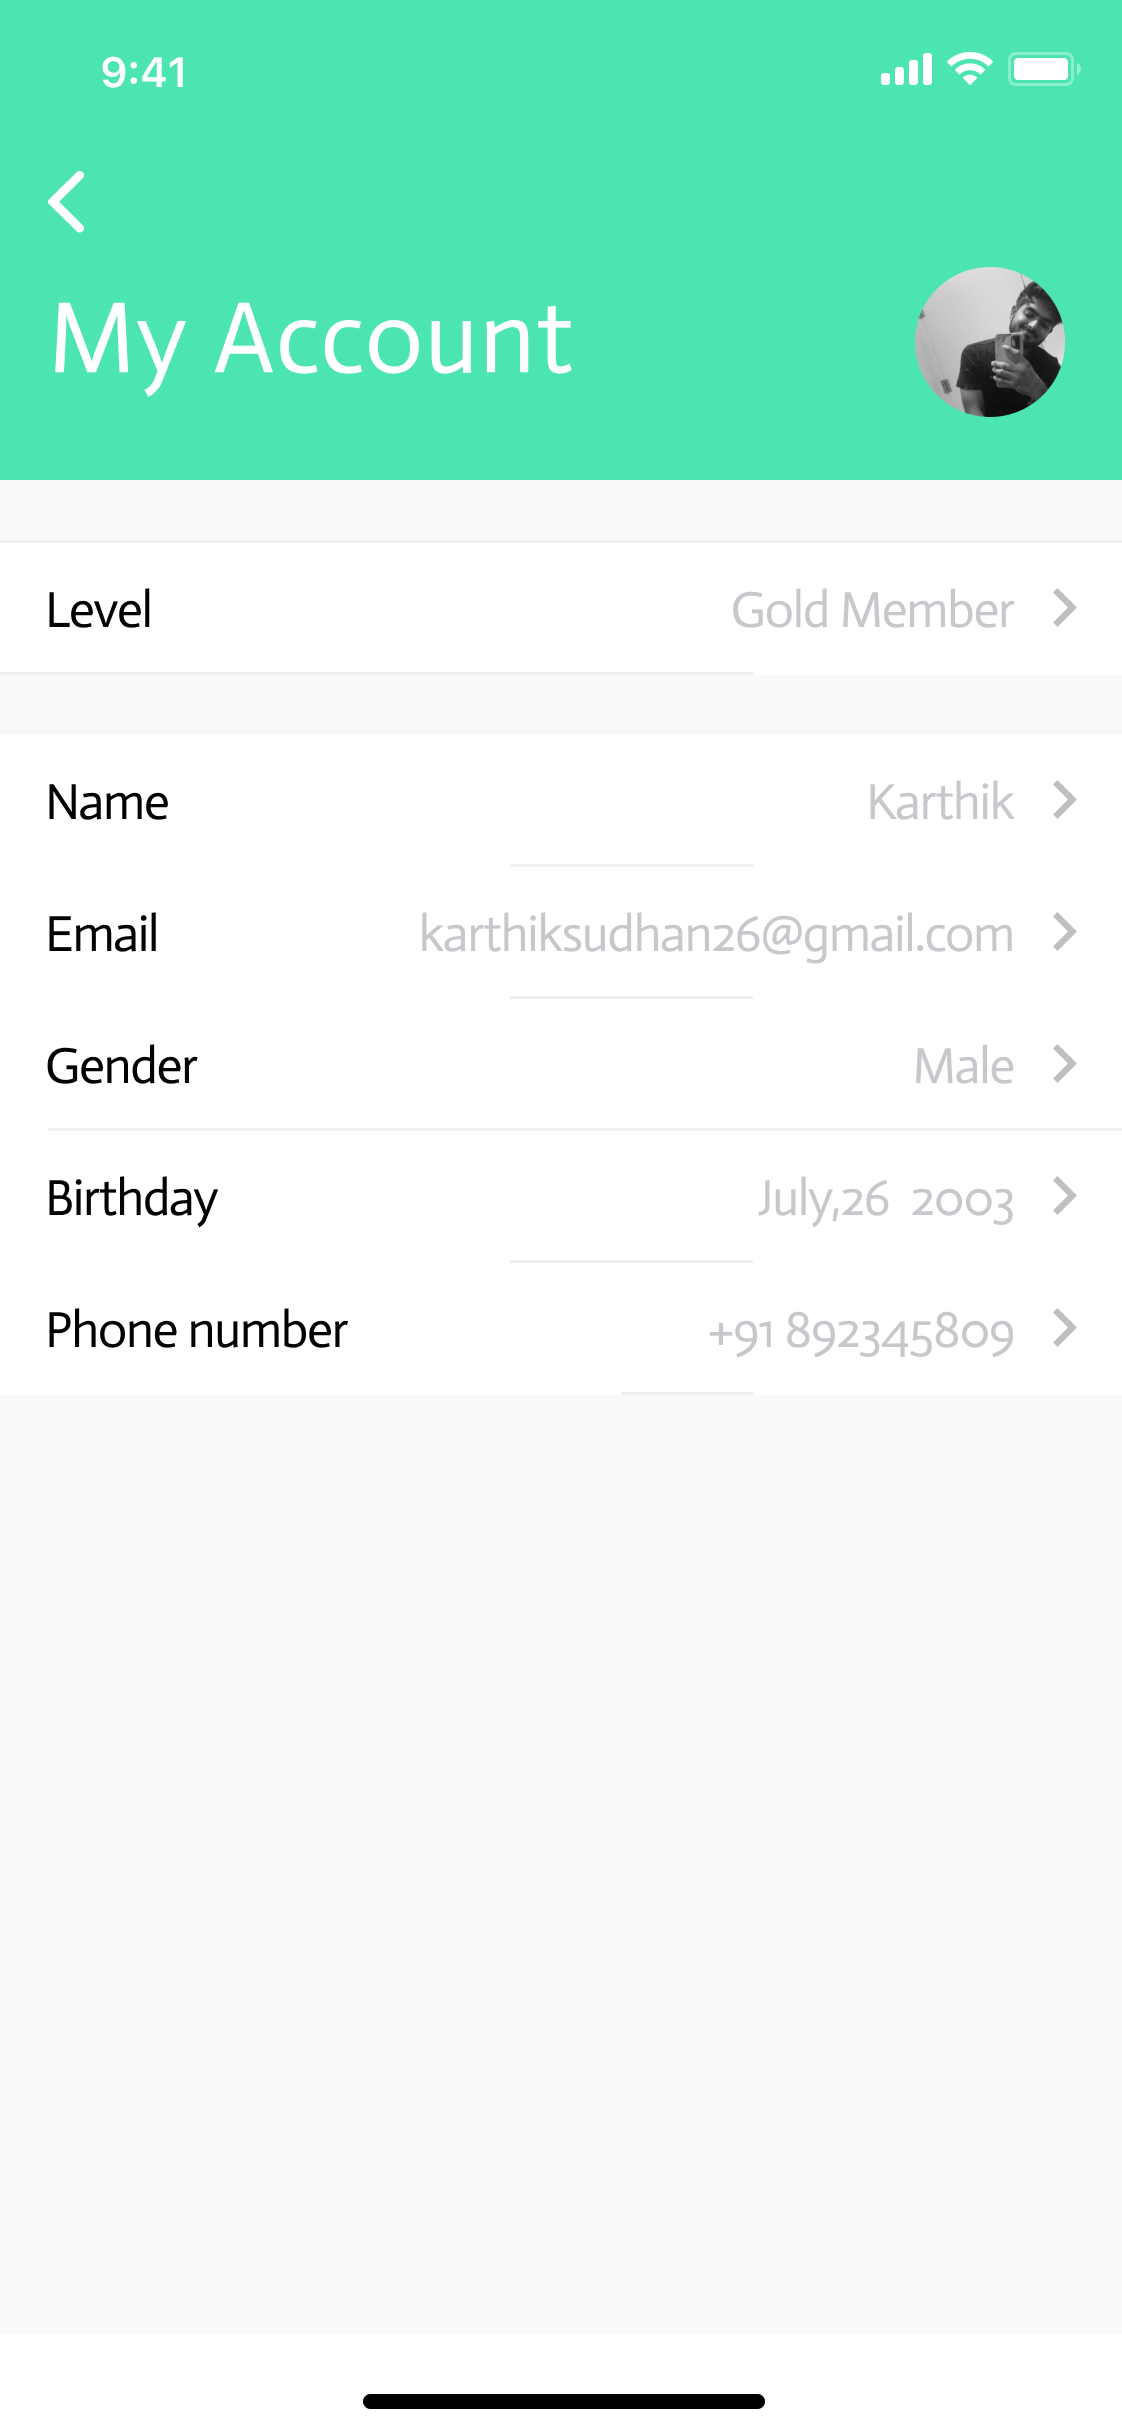 9:41
My Account
Level Gold Member
Name Karthik
Email karthiksudhan26@gmail.com
Gender Male
Birthday July,26  2003
Phone number +91 892345809